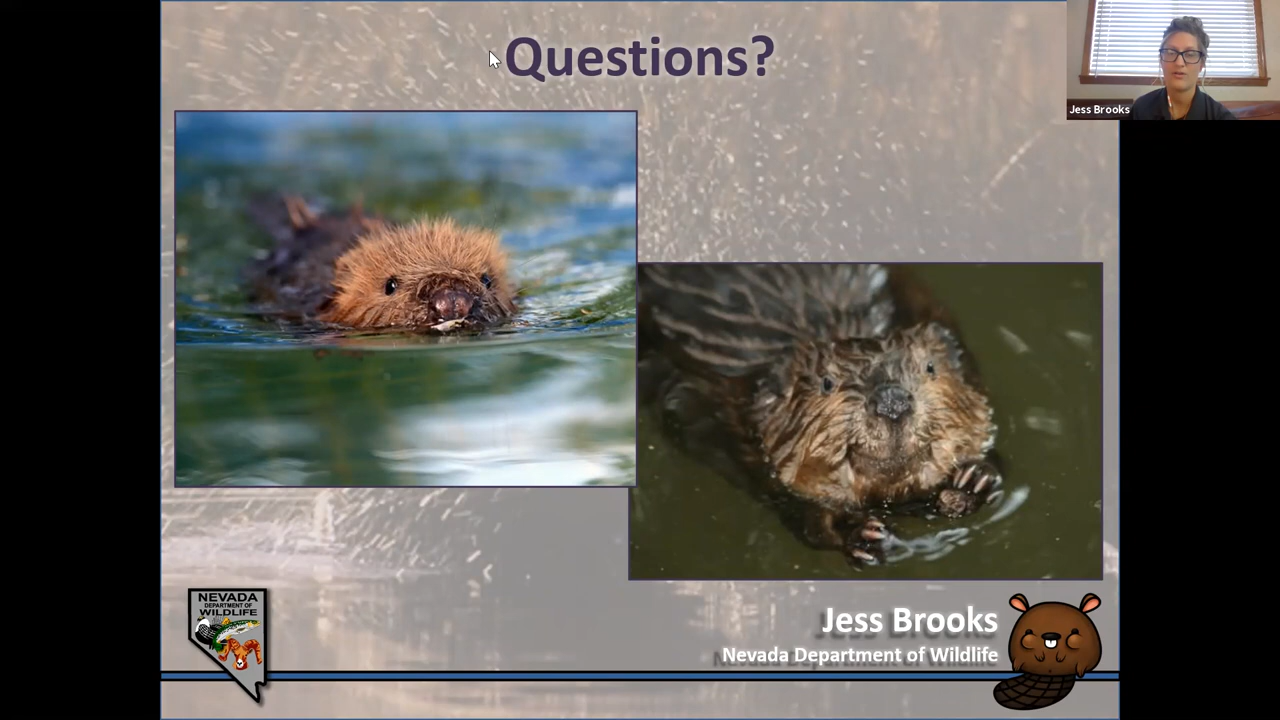 Questions?
Jess Brooks
NEVADA
DEPARTMENT OF
WILDLIFE
Jess Brooks
Nevada Department of Wildlife